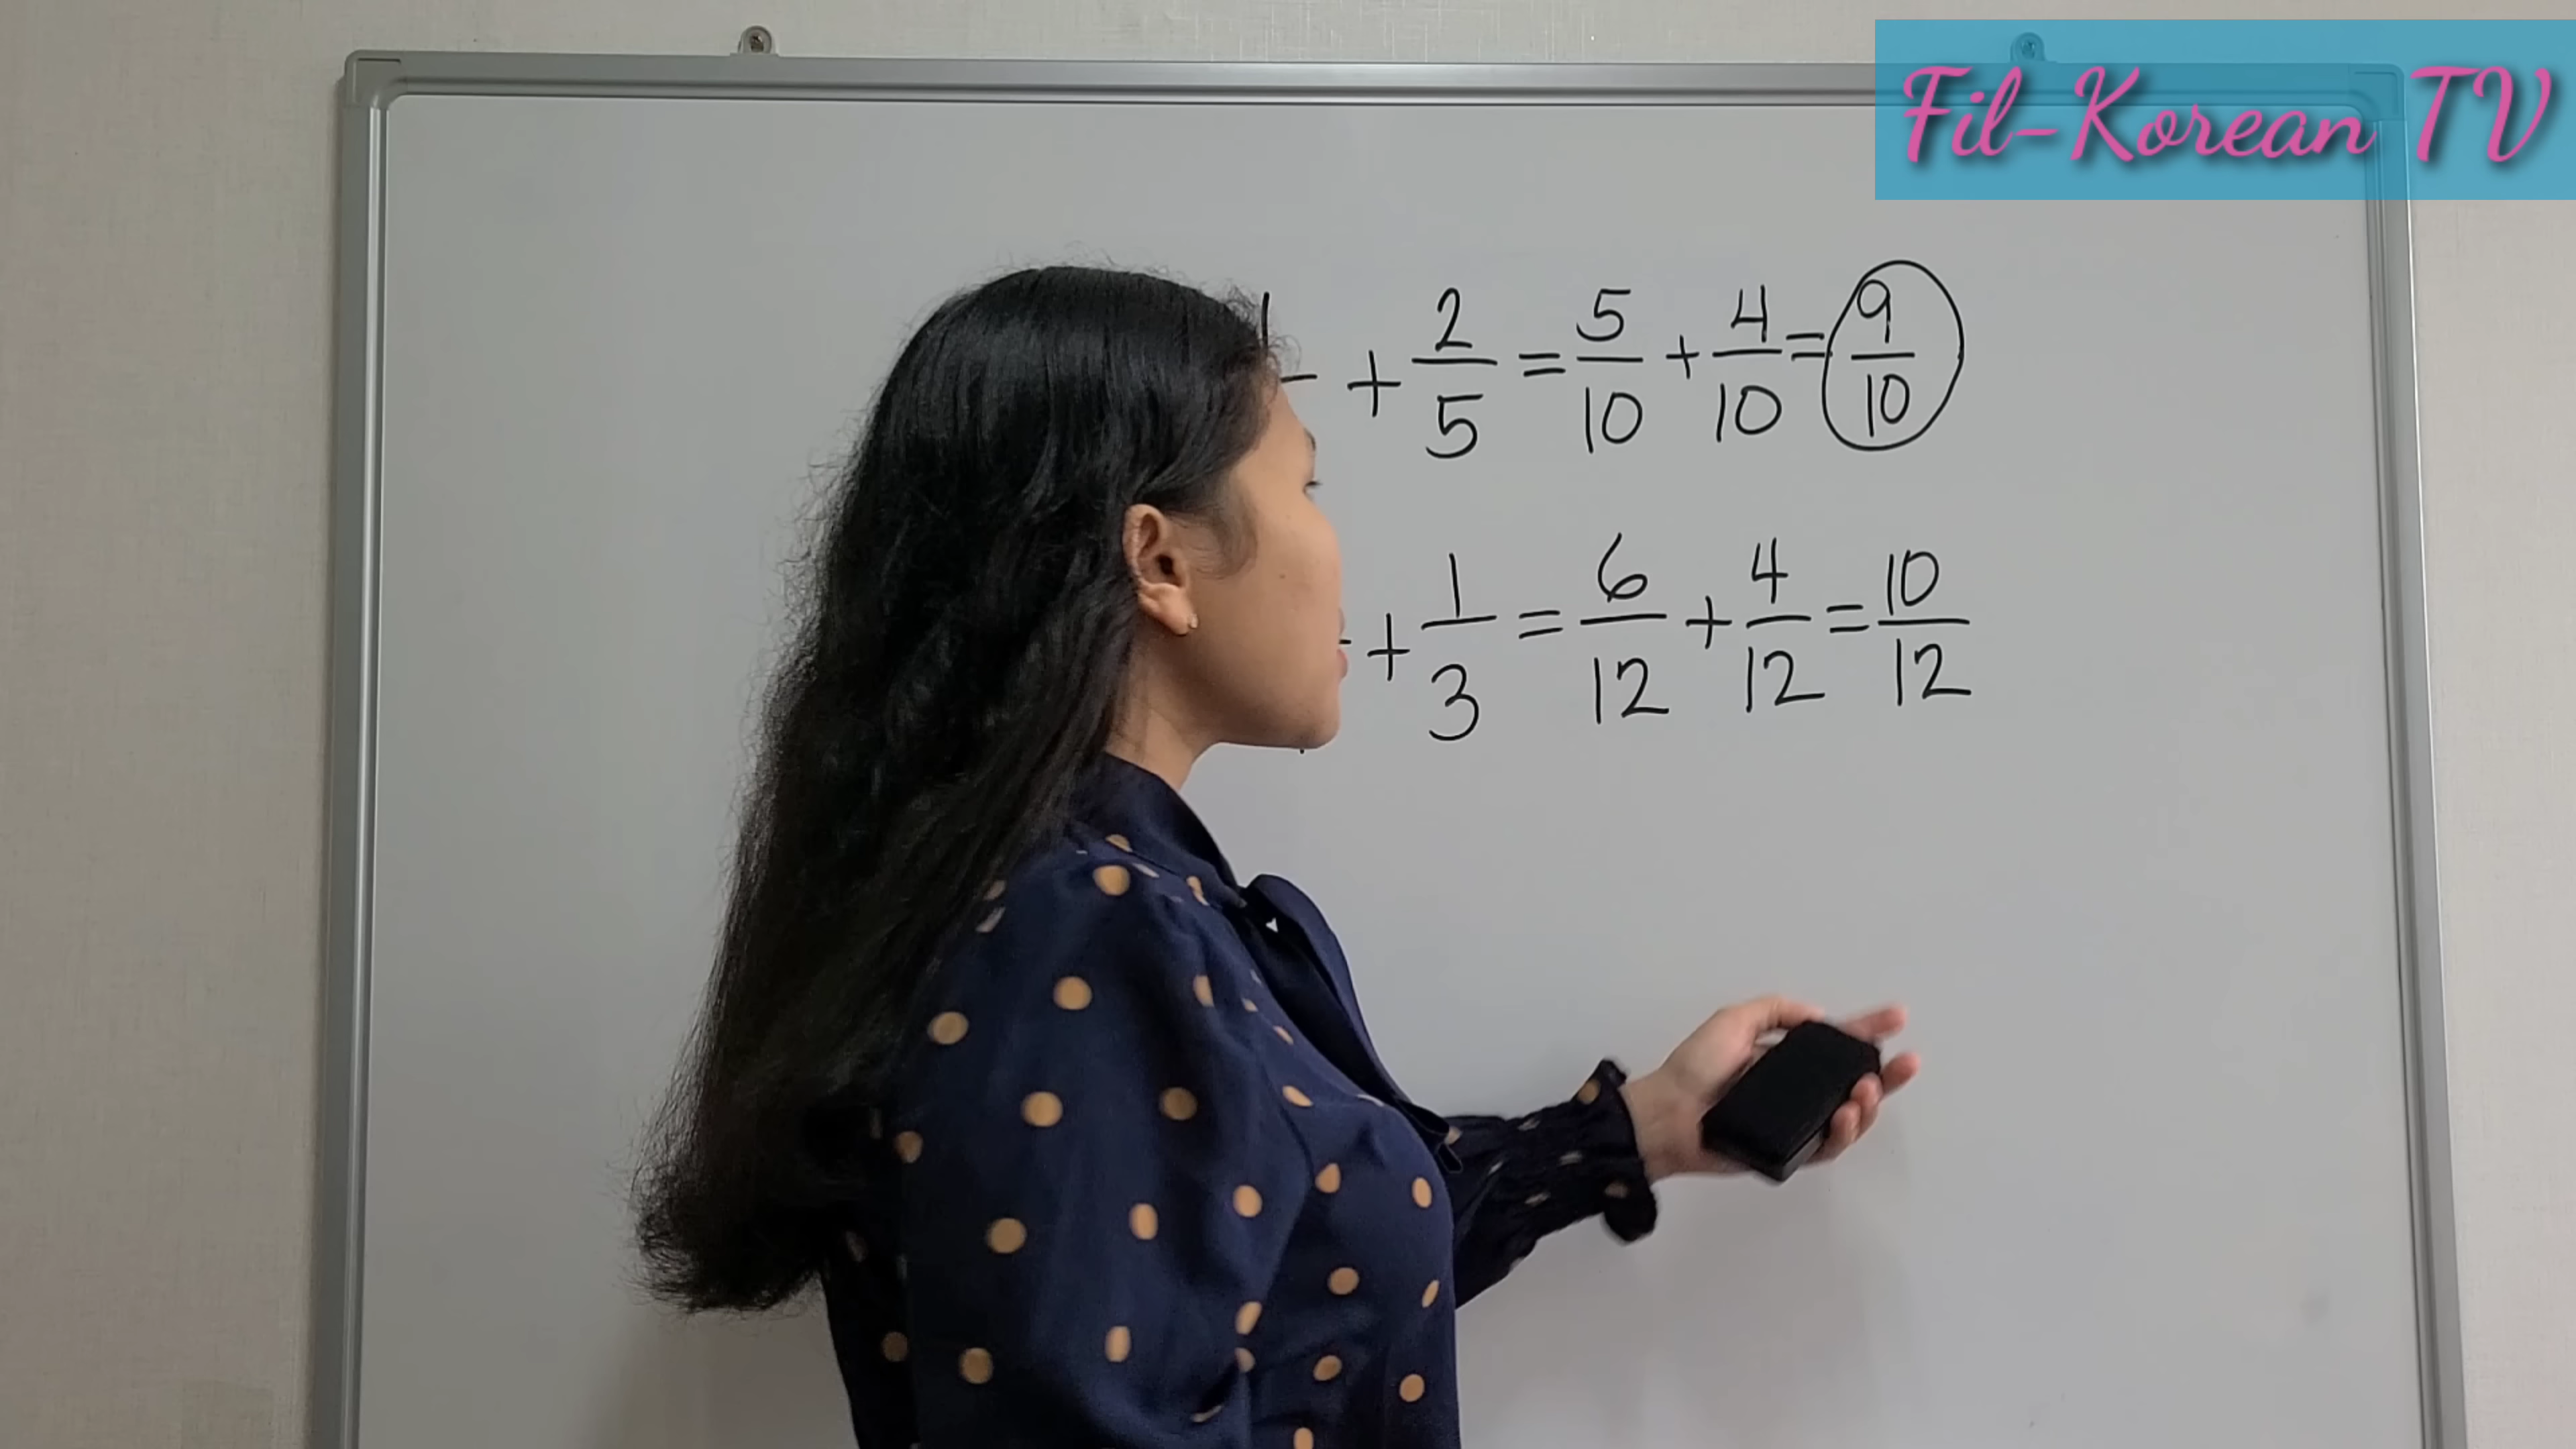 Fil-Korean TV
+ 2/5 = 5/10 + 4/10 = 9/10
+ 1/3 = 6/12 + 4/12 = 10/12